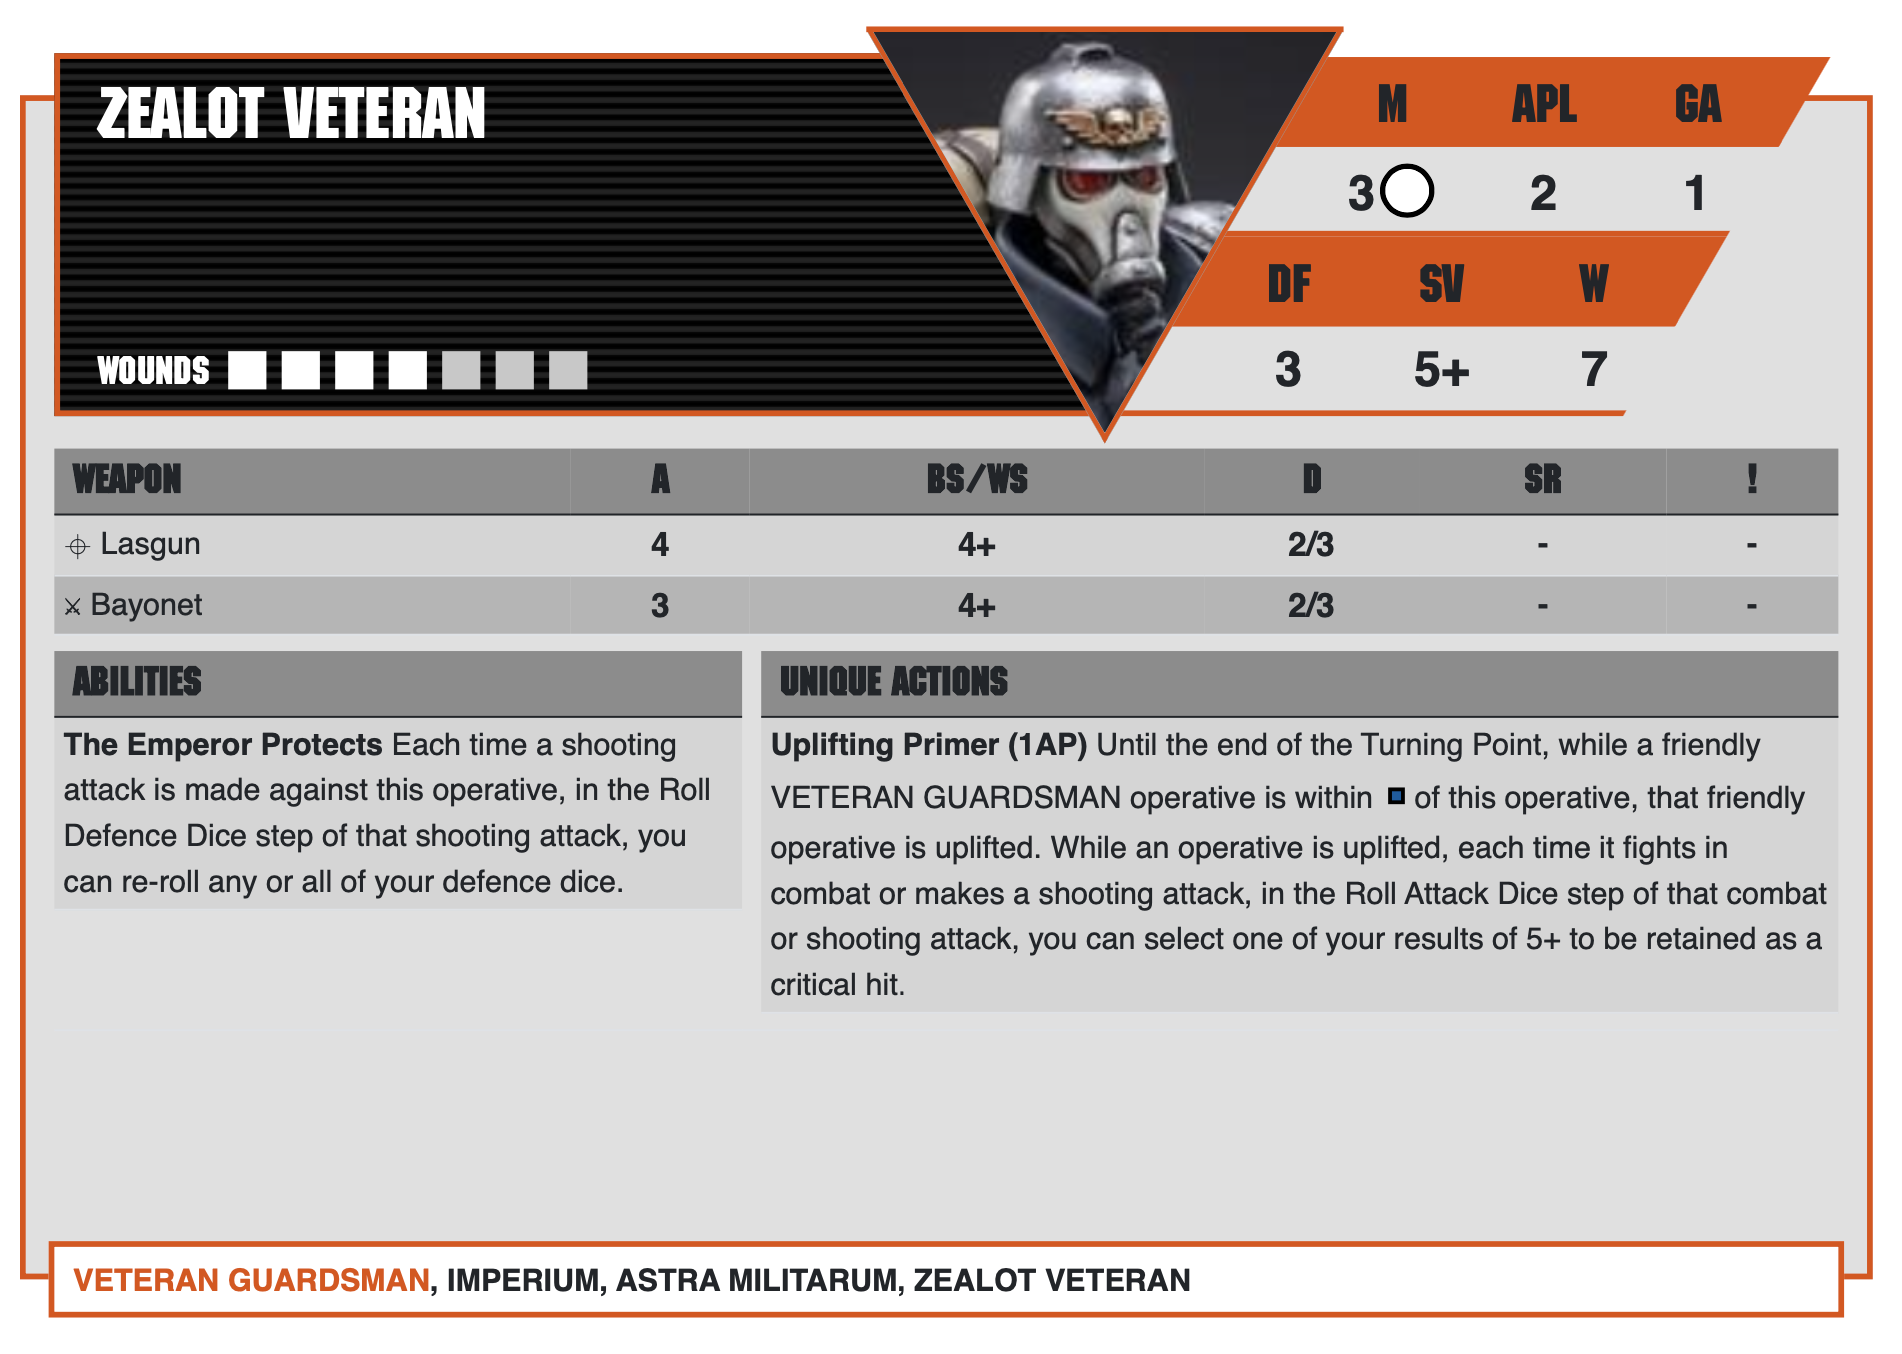 ZEALOT VETERAN
M APL GA
3 2 1
DF SV W
WOUNDS
3 5+ 7
WEAPON A BS/WS D SR !
Lasgun 4 4+ 2/3 - -
Bayonet 3 4+ 2/3 - -
ABILITIES
The Emperor Protects Each time a shooting
attack is made against this operative, in the Roll
Defence Dice step of that shooting attack, you
can re-roll any or all of your defence dice.
UNIQUE ACTIONS
Uplifting Primer (1AP) Until the end of the Turning Point, while a friendly
VETERAN GUARDSMAN operative is within of this operative, that friendly
operative is uplifted. While an operative is uplifted, each time it fights in
combat or makes a shooting attack, in the Roll Attack Dice step of that combat
or shooting attack, you can select one of your results of 5+ to be retained as a
critical hit.
VETERAN GUARDSMAN, IMPERIUM, ASTRA MILITARUM, ZEALOT VETERAN